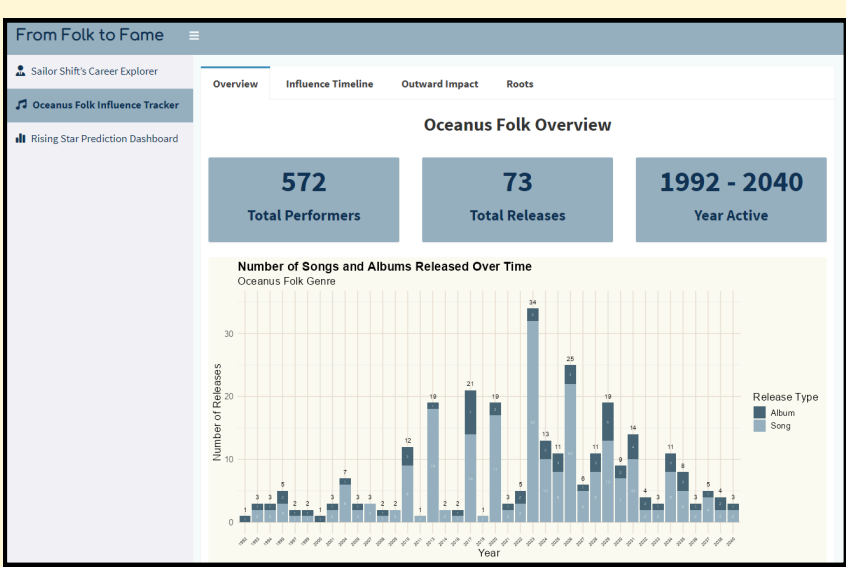 From Folk to Fame
Sailor Shift's Career Explorer
Oceanus Folk Influence Tracker
Rising Star Prediction Dashboard
Overview Influence Timeline Outward Impact Roots
Oceanus Folk Overview
572 73 1992 - 2040
Total Performers Total Releases Year Active
Number of Songs and Albums Released Over Time
Oceanus Folk Genre
Number of Releases
30
20
10
0
1 3 3 5 2 2 1 3 7 3 3 2 2 12 1 19 2 2 21 1 19 3 5 34 13 11 25 6 11 19 9 14 4 3 11 8 3 5 4 3
Year
Release Type
Album
Song